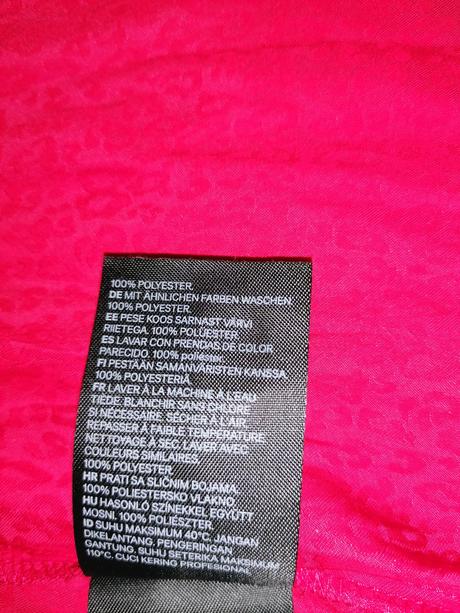 100% POLYESTER.
DE MIT ÄHNLICHEN FARBEN WASCHEN.
100% POLYESTER.
EE PESE KOOS SARNAST VÄRVI
RIIETEGA. 100% POLÜESTER.
ES LAVAR CON PRENDAS DE COLOR
PARECIDO. 100% poliéster.
FI PESTÄÄN SAMANVÄRISTEN KANSSA.
100% POLYESTERIÄ.
FR LAVER À LA MACHINE À L'EAU
TIÈDE. BLANCHIR SANS CHLORE
SI NÉCESSAIRE. SÉCHER À L'AIR.
REPASSER À FAIBLE TEMPÉRATURE.
NETTOYAGE À SEC. LAVER AVEC
COULEURS SIMILAIRES.
100% POLYESTER.
HR PRATI SA SLIČNIM BOJAMA.
100% POLIESTERSKO VLAKNO.
HU HASONLÓ SZÍNEKKEL EGYÜTT
MOSNI. 100% POLIÉSZTER.
ID SUHU MAKSIMUM 40°C. JANGAN
DIKELANTANG. PENGERINGAN
GANTUNG. SUHU SETERIKA MAKSIMUM
110°C. CUCI KERING PROFESIONAL